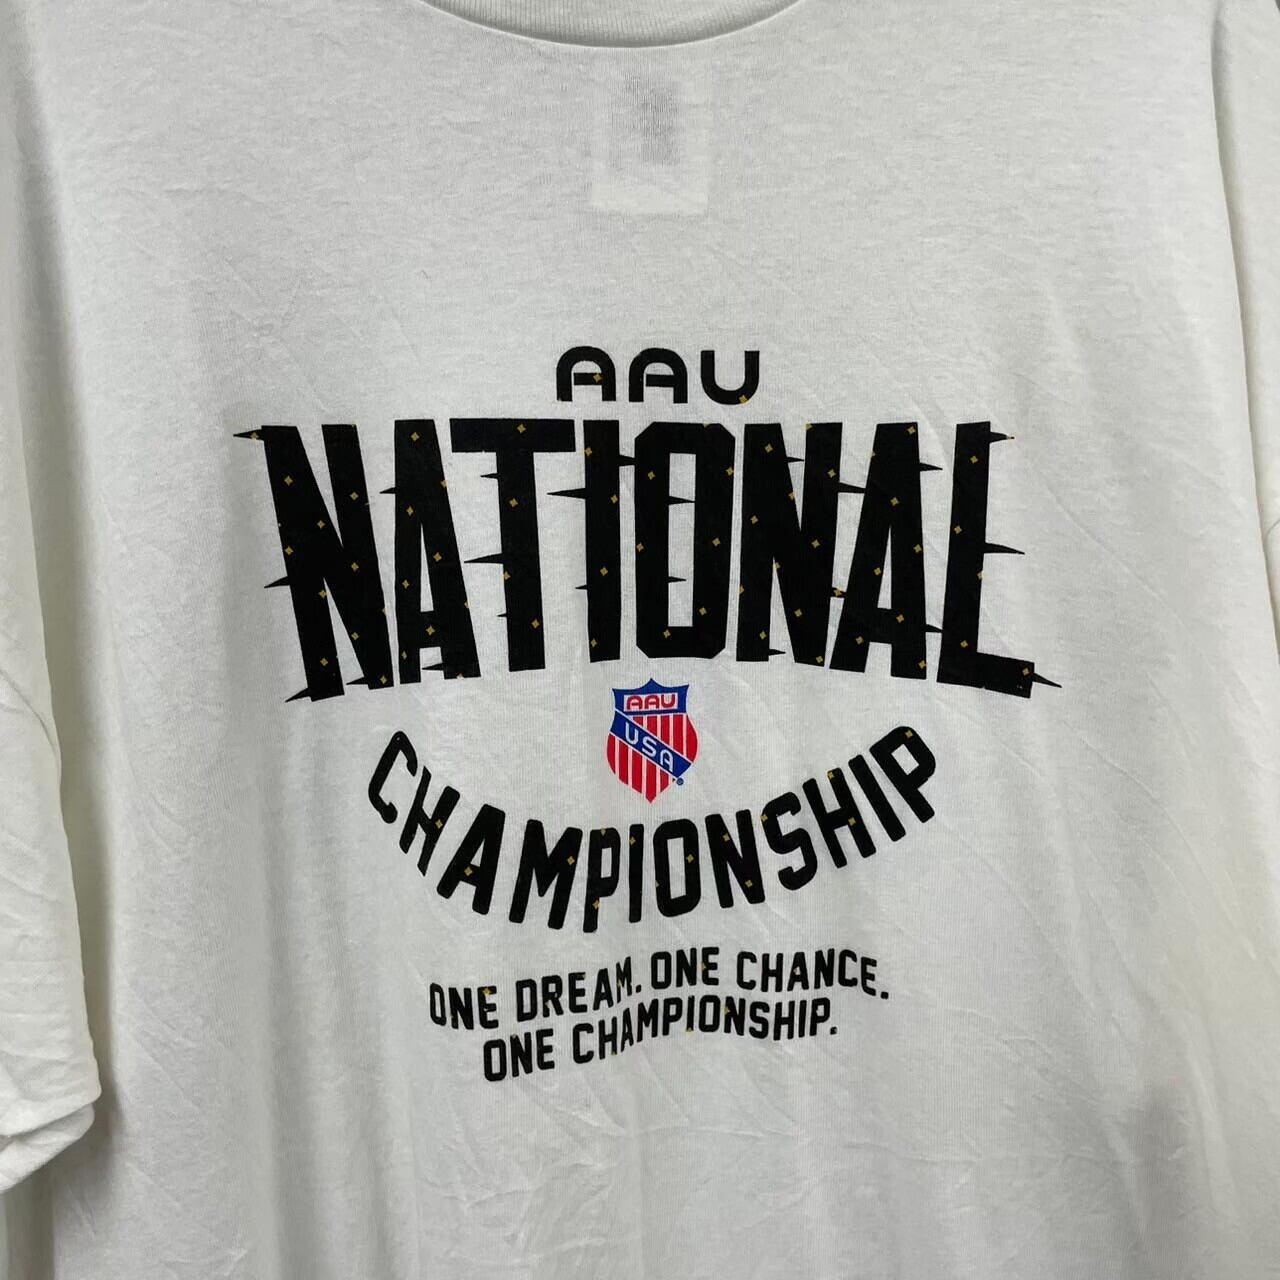 AAU
NATIONAL
AAU
USA
CHAMPIONSHIP
ONE DREAM. ONE CHANCE.
ONE CHAMPIONSHIP.